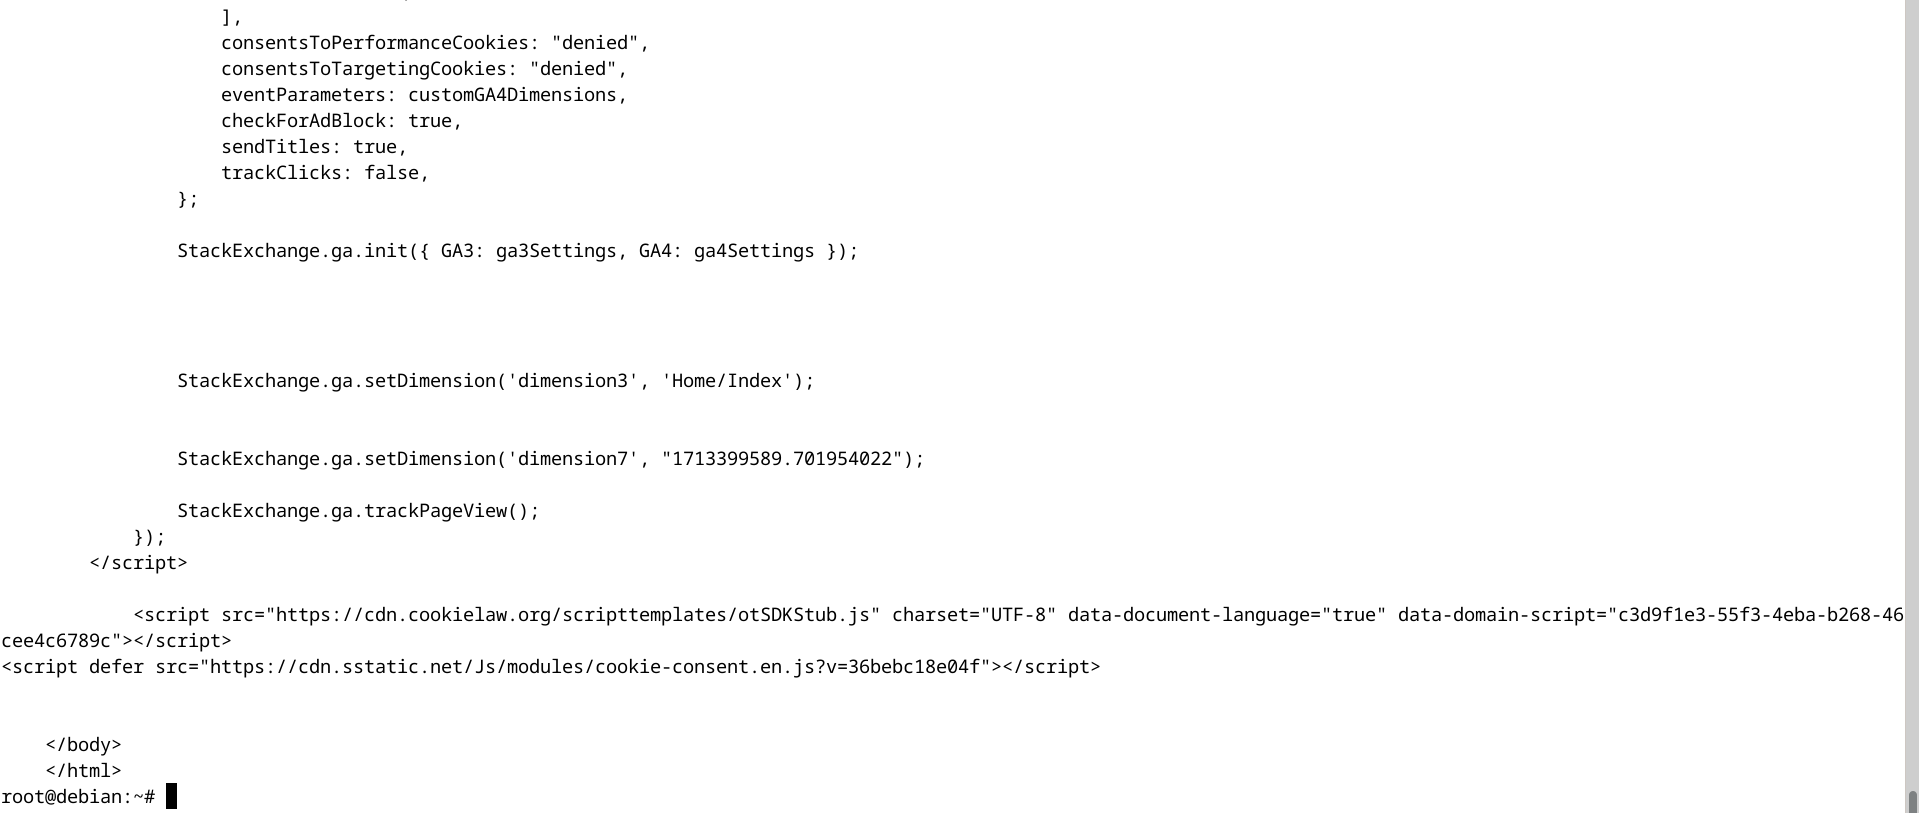 ],
consentsToPerformanceCookies: "denied",
consentsToTargetingCookies: "denied",
eventParameters: customGA4Dimensions,
checkForAdBlock: true,
sendTitles: true,
trackClicks: false,
};
StackExchange.ga.init({ GA3: ga3Settings, GA4: ga4Settings });
StackExchange.ga.setDimension('dimension3', 'Home/Index');
StackExchange.ga.setDimension('dimension7', "1713399589.701954022");
StackExchange.ga.trackPageView();
});
</script>
<script src="https://cdn.cookielaw.org/scripttemplates/otSDKStub.js" charset="UTF-8" data-document-language="true" data-domain-script="c3d9f1e3-55f3-4eba-b268-46
cee4c6789c"></script>
<script defer src="https://cdn.sstatic.net/Js/modules/cookie-consent.en.js?v=36bebc18e04f"></script>
</body>
</html>
root@debian:~#